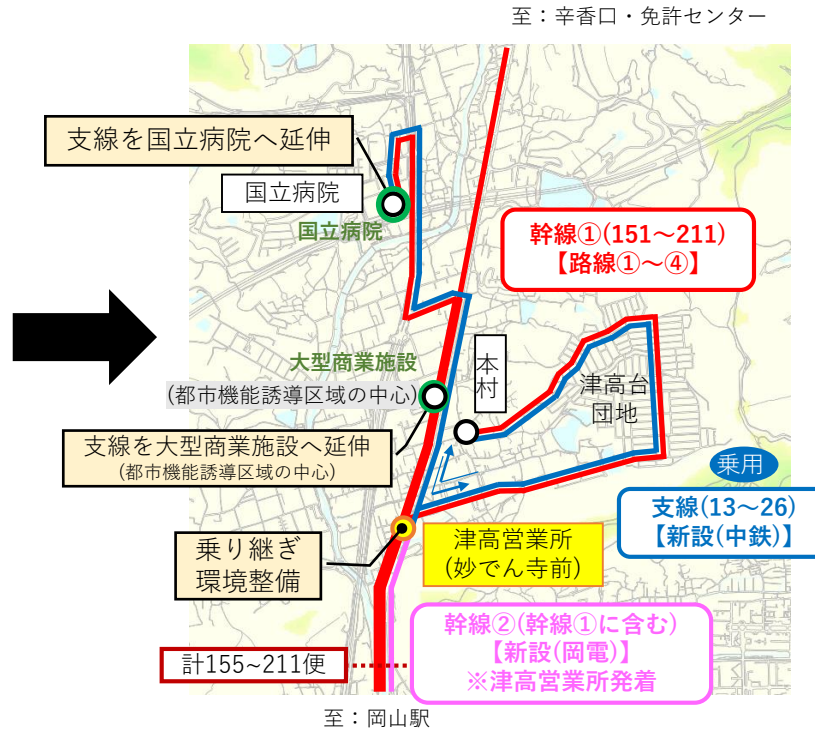 至：辛香口・免許センター
支線を国立病院へ延伸
国立病院
国立病院
幹線①(151～211)
【路線①～④】
大型商業施設
(都市機能誘導区域の中心)
本村
津高台
団地
支線を大型商業施設へ延伸
(都市機能誘導区域の中心)
乗用
支線(13～26)
【新設(中鉄)】
乗り継ぎ
環境整備
津高営業所
(妙でん寺前)
幹線②(幹線①に含む)
【新設(岡電)】
※津高営業所発着
計155~211便
至：岡山駅